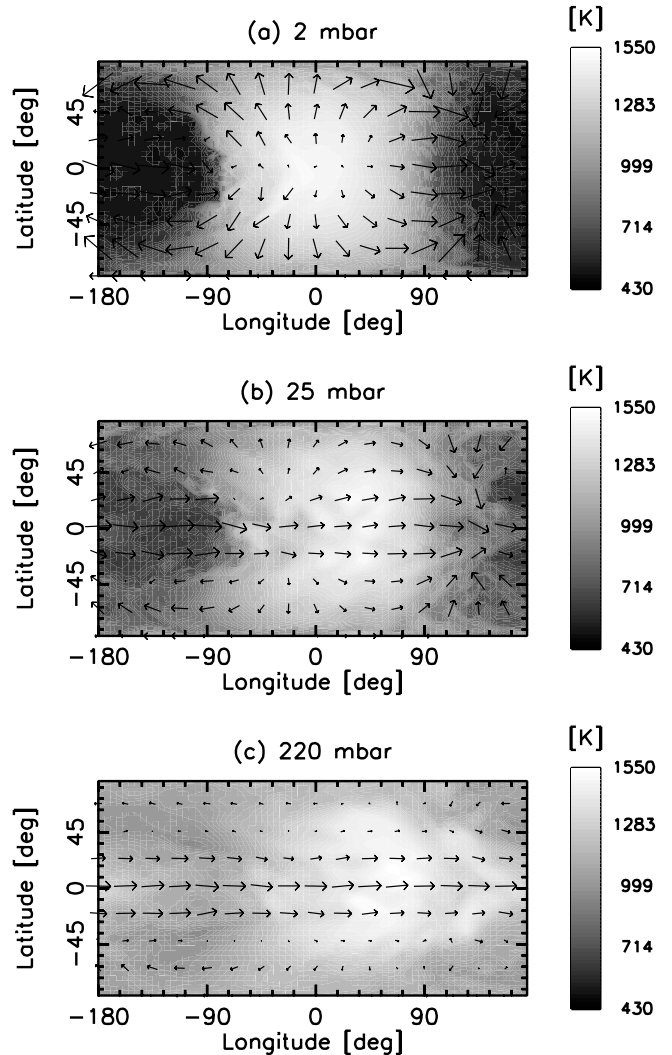 (a) 2 mbar
[K]
1550
1283
999
714
430
Latitude [deg]
45
0
−45
−180 −90 0 90
Longitude [deg]
(b) 25 mbar
[K]
1550
1283
999
714
430
Latitude [deg]
45
0
−45
−180 −90 0 90
Longitude [deg]
(c) 220 mbar
[K]
1550
1283
999
714
430
Latitude [deg]
45
0
−45
−180 −90 0 90
Longitude [deg]